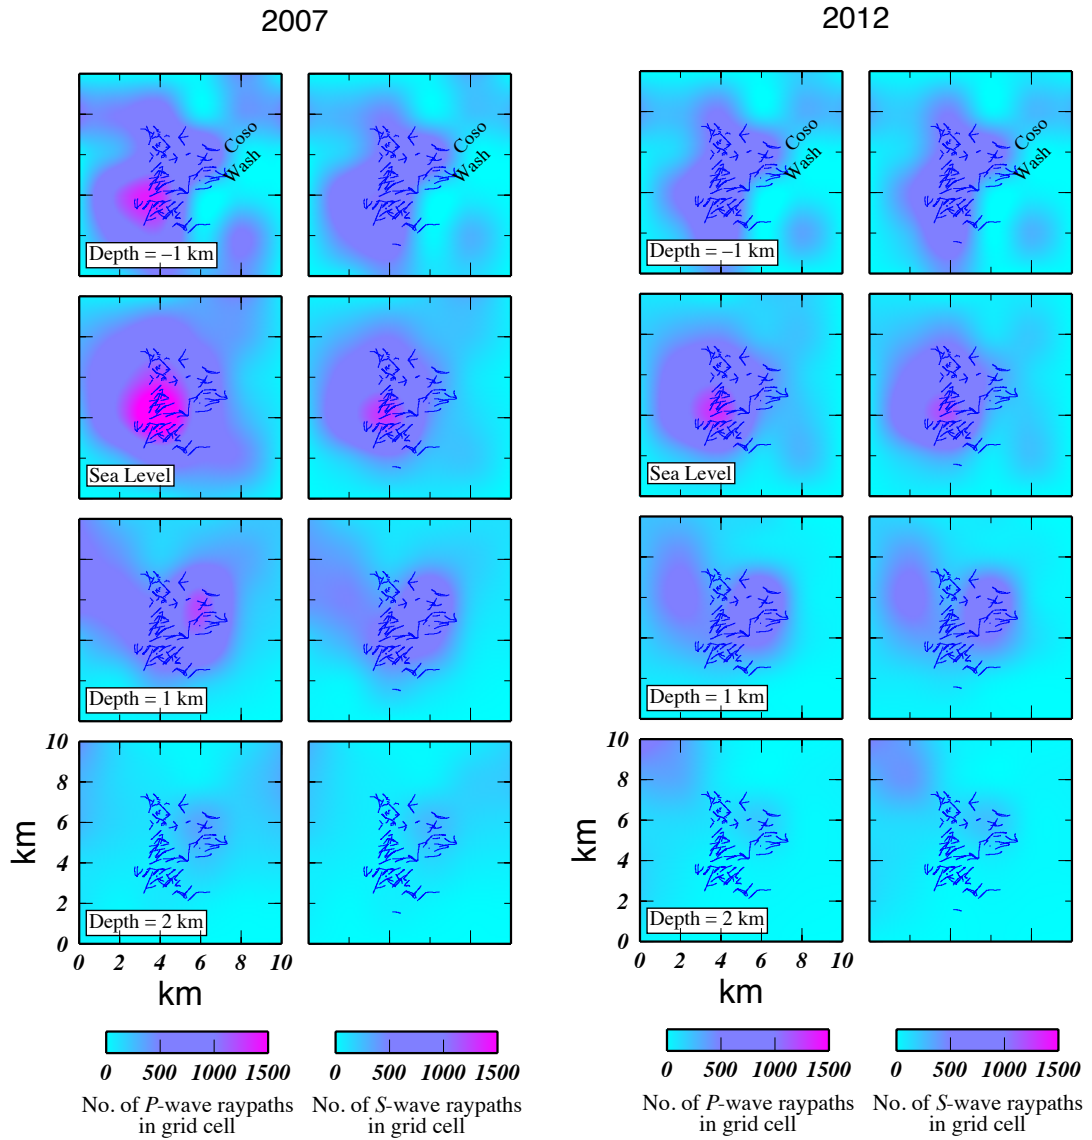 2007
2012
Coso
Wash
Depth = –1 km
Coso
Wash
Coso
Wash
Depth = –1 km
Coso
Wash
Sea Level
Sea Level
Depth = 1 km
Depth = 1 km
10
8
6
4
2
0
km
Depth = 2 km
0 2 4 6 8 10
km
10
8
6
4
2
0
km
Depth = 2 km
0 2 4 6 8 10
km
0 500 1000 1500
No. of P-wave raypaths
in grid cell
0 500 1000 1500
No. of S-wave raypaths
in grid cell
0 500 1000 1500
No. of P-wave raypaths
in grid cell
0 500 1000 1500
No. of S-wave raypaths
in grid cell